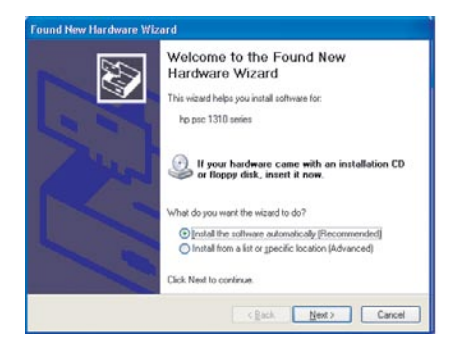 Found New Hardware Wizard
Welcome to the Found New
Hardware Wizard
This wizard helps you install software for:
hp psc 1310 series
If your hardware came with an installation CD
or floppy disk, insert it now.
What do you want the wizard to do?
Install the software automatically (Recommended)
Install from a list or specific location (Advanced)
Click Next to continue.
< Back Next > Cancel